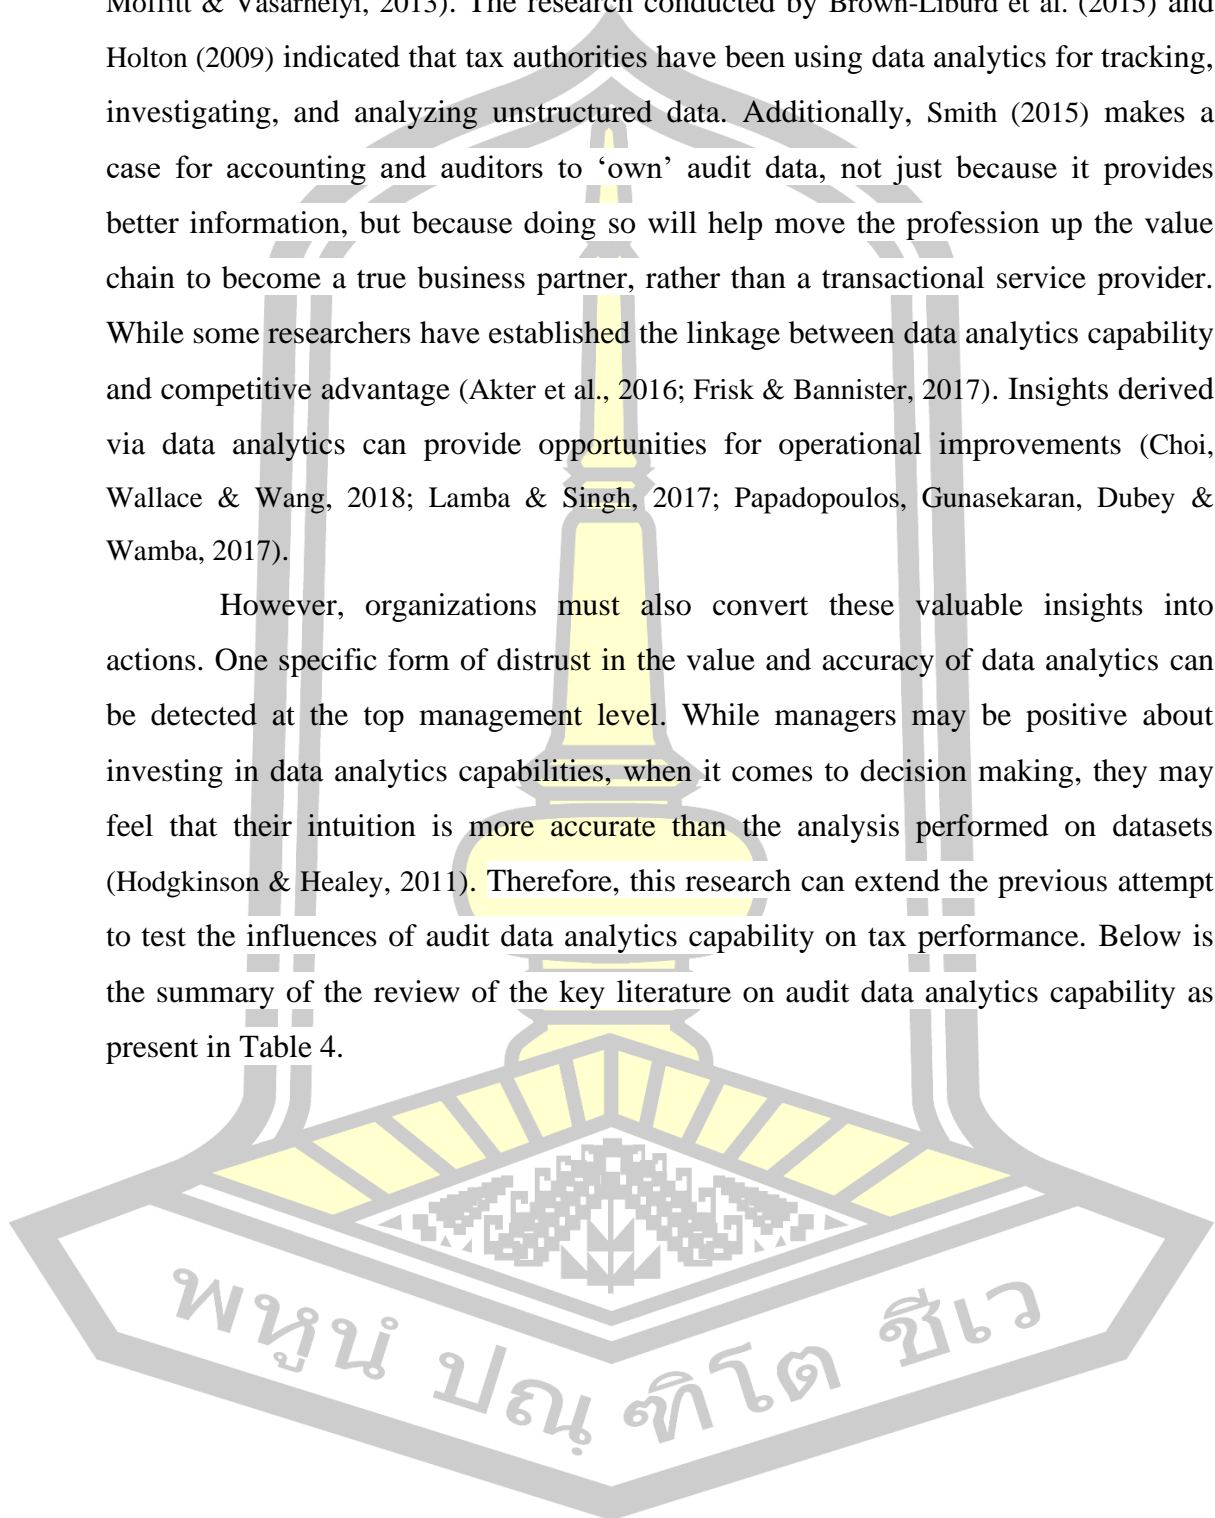 Moffitt & Vasarhelyi, 2013). The research conducted by Brown-Liburd et al. (2015) and
Holton (2009) indicated that tax authorities have been using data analytics for tracking,
investigating, and analyzing unstructured data. Additionally, Smith (2015) makes a
case for accounting and auditors to ‘own’ audit data, not just because it provides
better information, but because doing so will help move the profession up the value
chain to become a true business partner, rather than a transactional service provider.
While some researchers have established the linkage between data analytics capability
and competitive advantage (Akter et al., 2016; Frisk & Bannister, 2017). Insights derived
via data analytics can provide opportunities for operational improvements (Choi,
Wallace & Wang, 2018; Lamba & Singh, 2017; Papadopoulos, Gunasekaran, Dubey &
Wamba, 2017).
However, organizations must also convert these valuable insights into
actions. One specific form of distrust in the value and accuracy of data analytics can
be detected at the top management level. While managers may be positive about
investing in data analytics capabilities, when it comes to decision making, they may
feel that their intuition is more accurate than the analysis performed on datasets
(Hodgkinson & Healey, 2011). Therefore, this research can extend the previous attempt
to test the influences of audit data analytics capability on tax performance. Below is
the summary of the review of the key literature on audit data analytics capability as
present in Table 4.
พหูนํ ปณฺฑิโต ชีเว